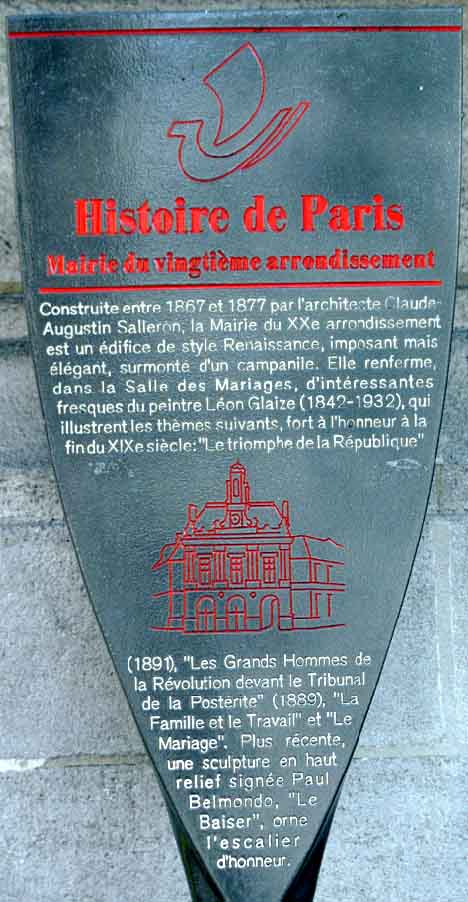 Histoire de Paris
Mairie du vingtième arrondissement
Construite entre 1867 et 1877 par l'architecte Claude-
Augustin Salleron, la Mairie du XXe arrondissement
est un édifice de style Renaissance, imposant mais
élégant, surmonté d'un campanile. Elle renferme,
dans la Salle des Mariages, d'intéressantes
fresques du peintre Léon Glaize (1842-1932), qui
illustrent les thèmes suivants, fort à l'honneur à la
fin du XIXe siècle: "Le triomphe de la République"
(1891), "Les Grands Hommes de
la Révolution devant le Tribunal
de la Postérité" (1889), "La
Famille et le Travail" et "Le
Mariage". Plus récente,
une sculpture en haut
relief signée Paul
Belmondo, "Le
Baiser", orne
l'escalier
d'honneur.